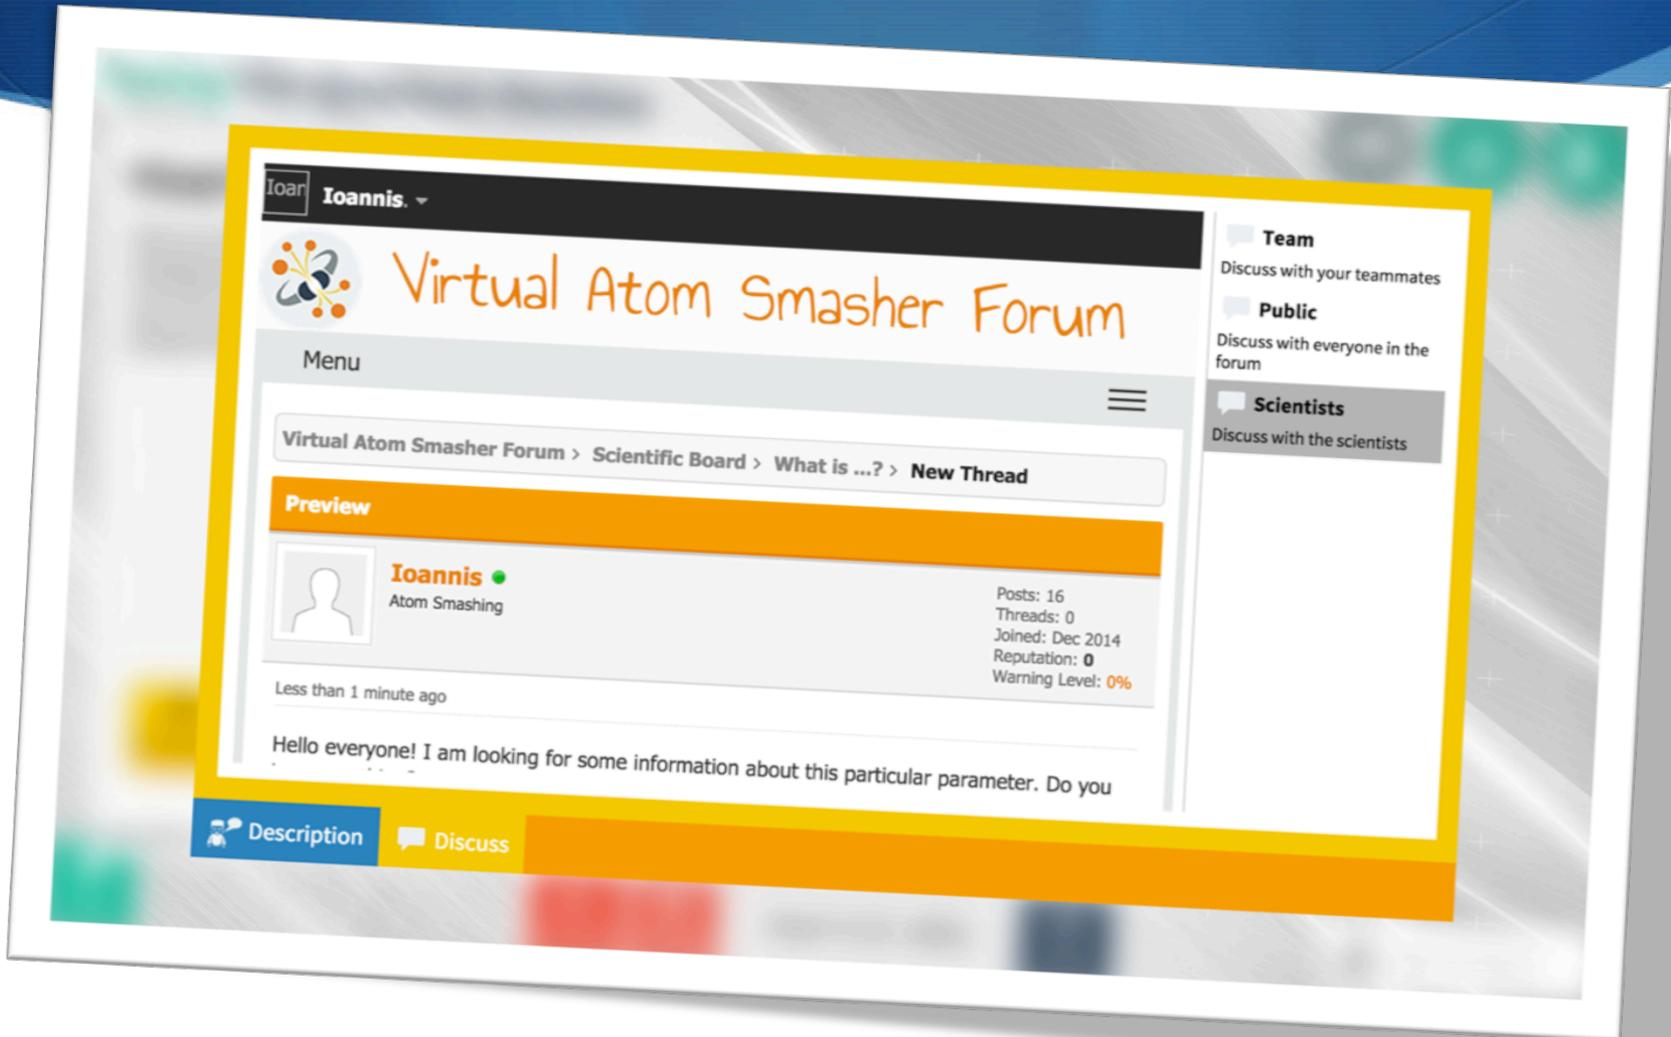 Ioar Ioannis.
Virtual Atom Smasher Forum
Menu
Virtual Atom Smasher Forum > Scientific Board > What is ...? > New Thread
Preview
Ioannis
Atom Smashing
Posts: 16
Threads: 0
Joined: Dec 2014
Reputation: 0
Warning Level: 0%
Less than 1 minute ago
Hello everyone! I am looking for some information about this particular parameter. Do you
Team
Discuss with your teammates
Public
Discuss with everyone in the
forum
Scientists
Discuss with the scientists
Description
Discuss